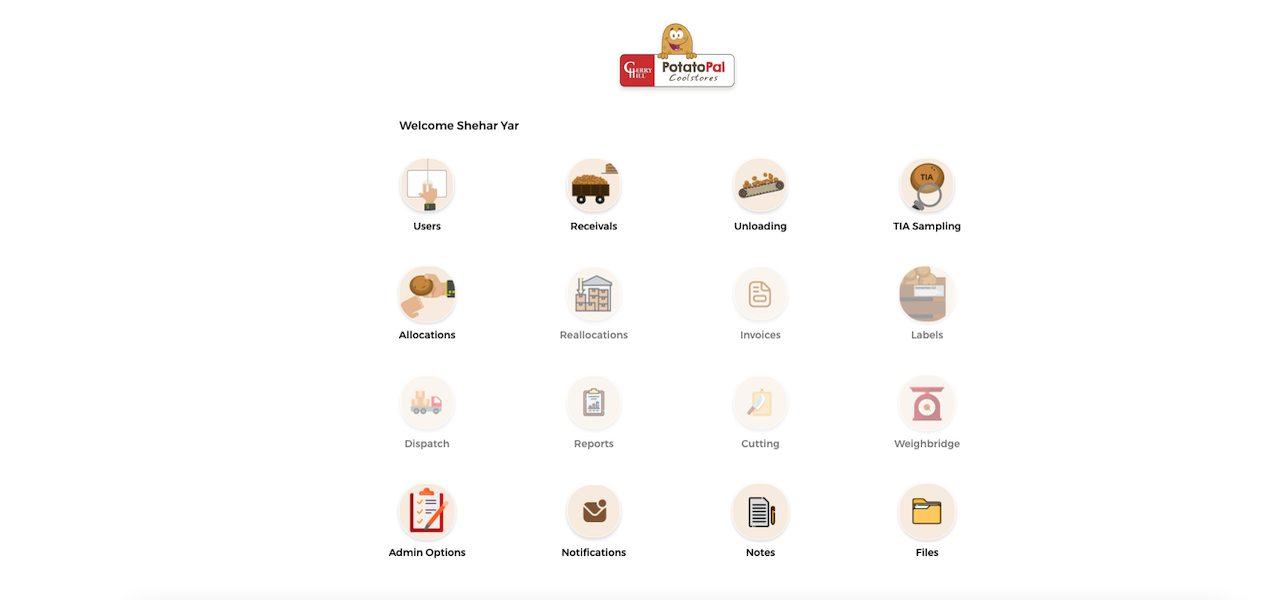 CHERRY HILL
PotatoPal
Coolstores
Welcome Shehar Yar
Users
Receivals
Unloading
TIA
TIA Sampling
Allocations
Reallocations
Invoices
Labels
Dispatch
Reports
Cutting
Weighbridge
Admin Options
Notifications
Notes
Files